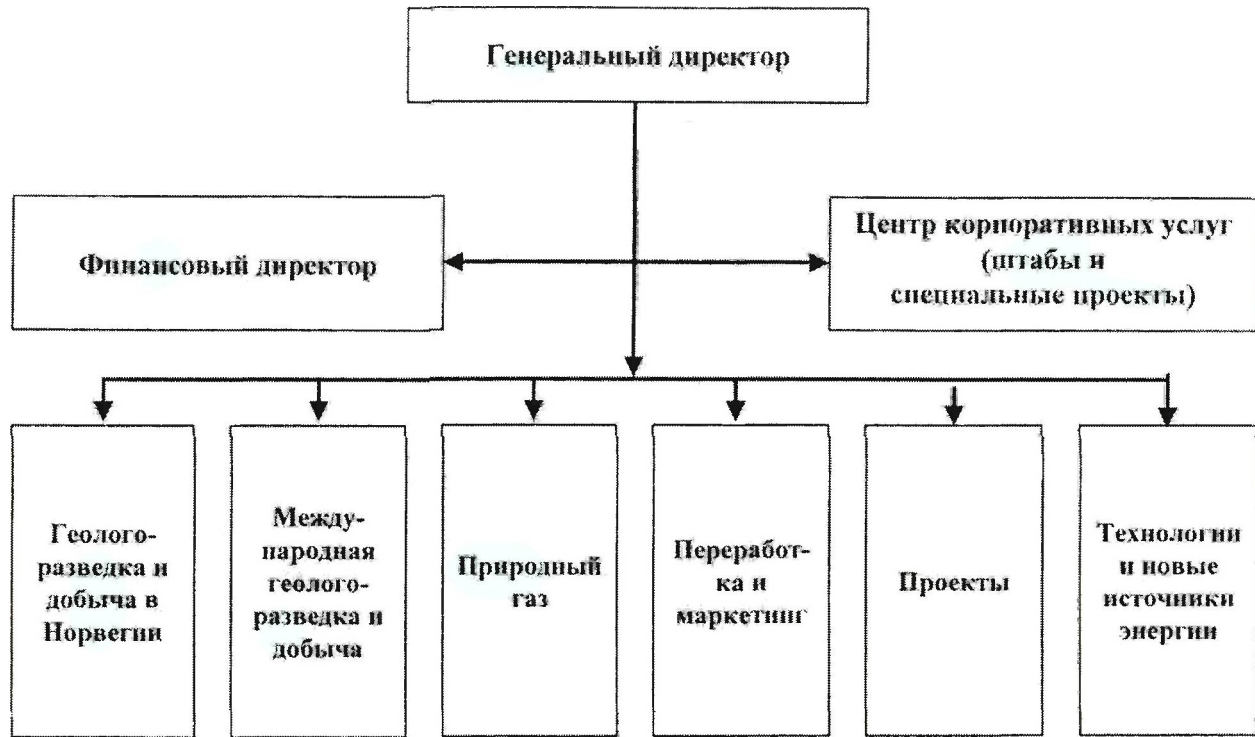 Генеральный директор
Финансовый директор
Центр корпоративных услуг
(штабы и
специальные проекты)
Геолого-
разведка и
добыча в
Норвегии
Между-
народная
геолого-
разведка и
добыча
Природный
газ
Переработ-
ка и
маркетинг
Проекты
Технологии
и новые
источники
энергии